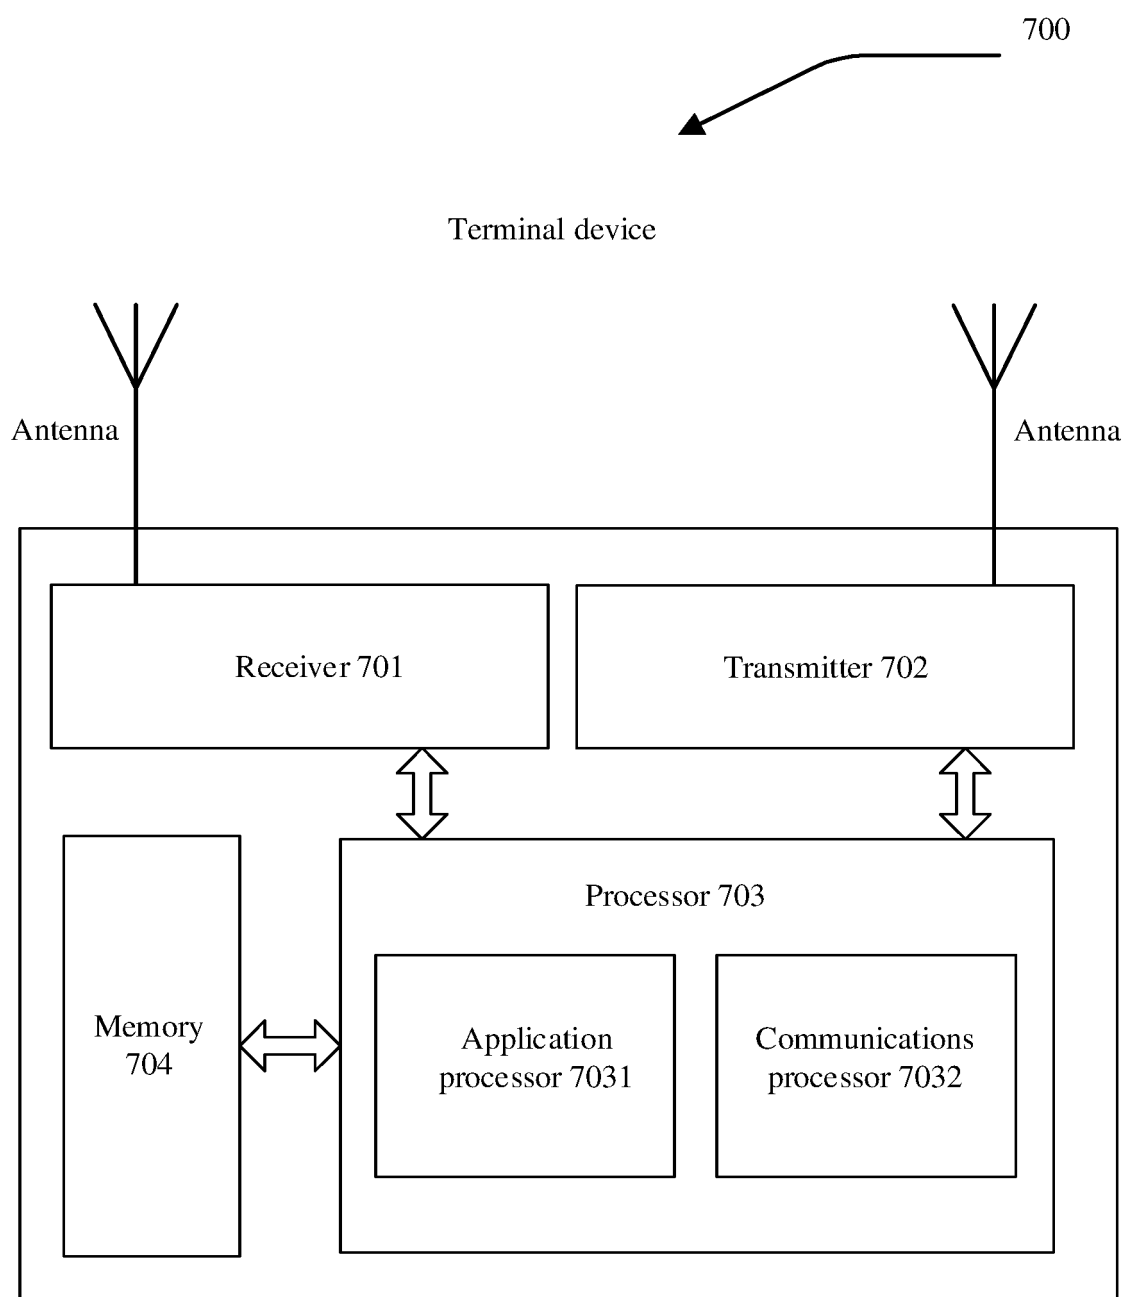 700
Terminal device
Antenna
Antenna
Receiver 701
Transmitter 702
Processor 703
Memory
704
Application
processor 7031
Communications
processor 7032